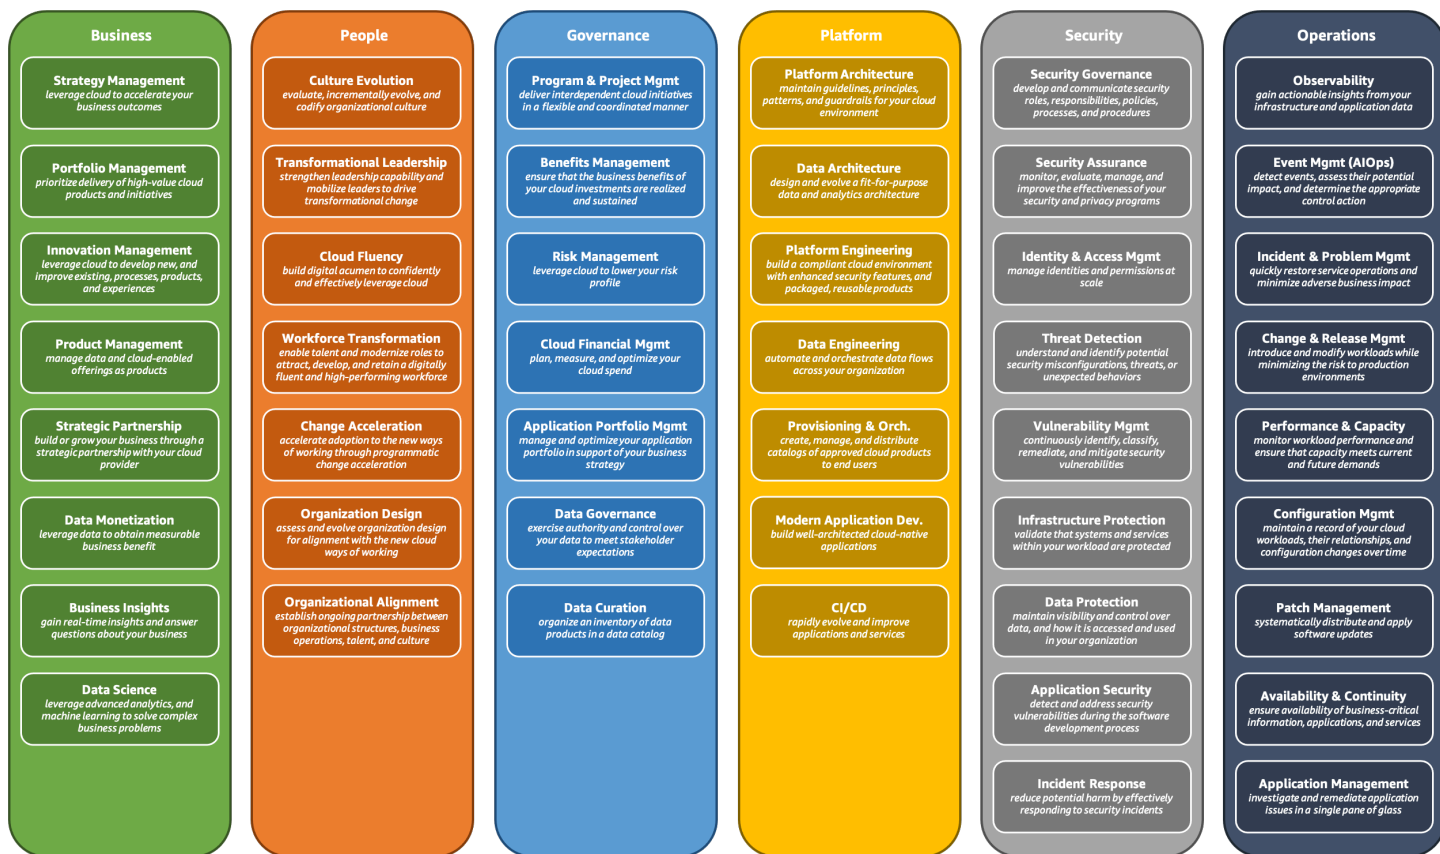 Business
Strategy Management
leverage cloud to accelerate your
business outcomes
Portfolio Management
prioritize delivery of high-value cloud
products and initiatives
Innovation Management
leverage cloud to develop new, and
improve existing, processes, products,
and experiences
Product Management
manage data and cloud-enabled
offerings as products
Strategic Partnership
build or grow your business through a
strategic partnership with your cloud
provider
Data Monetization
leverage data to obtain measurable
business benefit
Business Insights
gain real-time insights and answer
questions about your business
Data Science
leverage advanced analytics, and
machine learning to solve complex
business problems
People
Culture Evolution
evaluate, incrementally evolve, and
codify organizational culture
Transformational Leadership
strengthen leadership capability and
mobilize leaders to drive
transformational change
Cloud Fluency
build digital acumen to confidently
and effectively leverage cloud
Workforce Transformation
enable talent and modernize roles to
attract, develop, and retain a digitally
fluent and high-performing workforce
Change Acceleration
accelerate adoption to the new ways
of working through programmatic
change acceleration
Organization Design
assess and evolve organization design
for alignment with the new cloud
ways of working
Organizational Alignment
establish ongoing partnership between
organizational structures, business
operations, talent, and culture
Governance
Program & Project Mgmt
deliver interdependent cloud initiatives
in a flexible and coordinated manner
Benefits Management
ensure that the business benefits of
your cloud investments are realized
and sustained
Risk Management
leverage cloud to lower your risk
profile
Cloud Financial Mgmt
plan, measure, and optimize your
cloud spend
Application Portfolio Mgmt
manage and optimize your application
portfolio in support of your business
strategy
Data Governance
exercise authority and control over
your data to meet stakeholder
expectations
Data Curation
organize an inventory of data
products in a data catalog
Platform
Platform Architecture
maintain guidelines, principles,
patterns, and guardrails for your cloud
environment
Data Architecture
design and evolve a fit-for-purpose
data and analytics architecture
Platform Engineering
build a compliant cloud environment
with enhanced security features, and
packaged, reusable products
Data Engineering
automate and orchestrate data flows
across your organization
Provisioning & Orch.
create, manage, and distribute
catalogs of approved cloud products
to end users
Modern Application Dev.
build well-architected cloud-native
applications
CI/CD
rapidly evolve and improve
applications and services
Security
Security Governance
develop and communicate security
roles, responsibilities, policies,
processes, and procedures
Security Assurance
monitor, evaluate, manage, and
improve the effectiveness of your
security and privacy programs
Identity & Access Mgmt
manage identities and permissions at
scale
Threat Detection
understand and identify potential
security misconfigurations, threats, or
unexpected behaviors
Vulnerability Mgmt
continuously identify, classify,
remediate, and mitigate security
vulnerabilities
Infrastructure Protection
validate that systems and services
within your workload are protected
Data Protection
maintain visibility and control over
data, and how it is accessed and used
in your organization
Application Security
detect and address security
vulnerabilities during the software
development process
Incident Response
reduce potential harm by effectively
responding to security incidents
Operations
Observability
gain actionable insights from your
infrastructure and application data
Event Mgmt (AIOps)
detect events, assess their potential
impact, and determine the appropriate
control action
Incident & Problem Mgmt
quickly restore service operations and
minimize adverse business impact
Change & Release Mgmt
introduce and modify workloads while
minimizing the risk to production
environments
Performance & Capacity
monitor workload performance and
ensure that capacity meets current
and future demands
Configuration Mgmt
maintain a record of your cloud
workloads, their relationships, and
configuration changes over time
Patch Management
systematically distribute and apply
software updates
Availability & Continuity
ensure availability of business-critical
information, applications, and services
Application Management
investigate and remediate application
issues in a single pane of glass